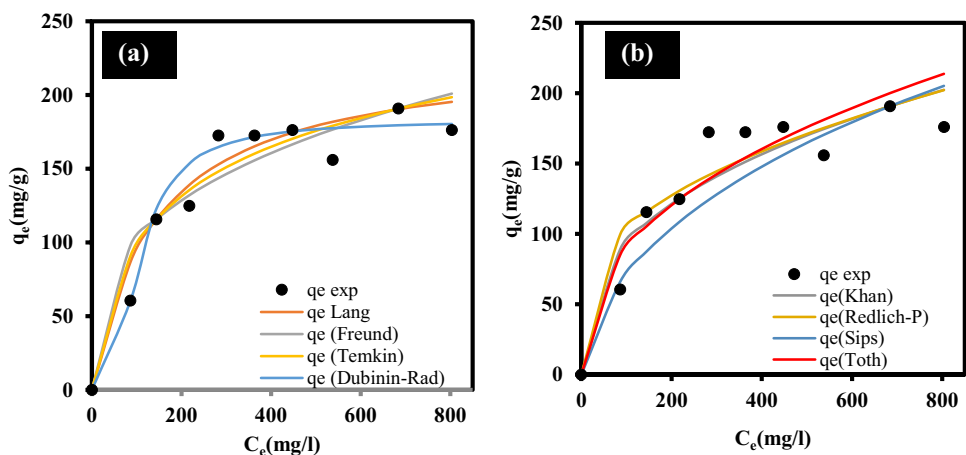 (a)
250
200
150
100
50
0
qe(mg/g)
0 200 400 600 800
Ce(mg/l)
qe exp
qe Lang
qe (Freund)
qe (Temkin)
qe (Dubinin-Rad)
(b)
250
200
150
100
50
0
qe(mg/g)
0 200 400 600 800
Ce(mg/l)
qe exp
qe(Khan)
qe(Redlich-P)
qe(Sips)
qe(Toth)